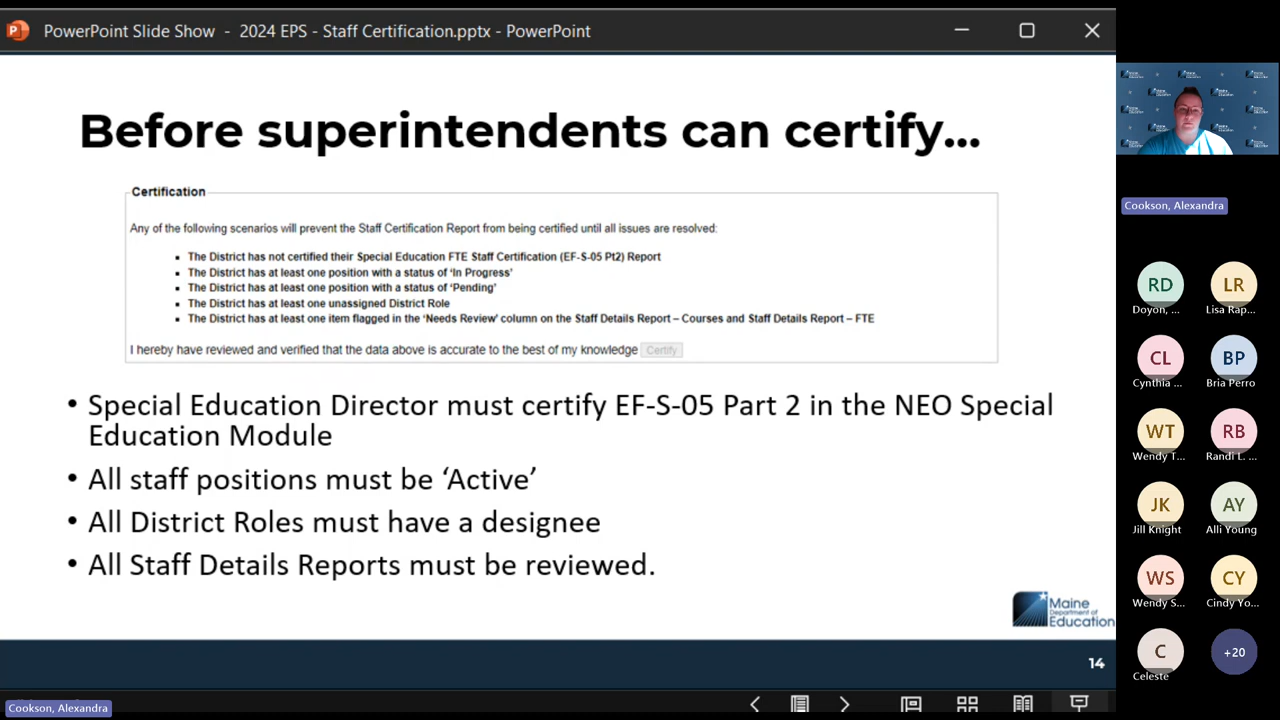 PowerPoint Slide Show - 2024 EPS - Staff Certification.pptx - PowerPoint
Before superintendents can certify...
Certification
Any of the following scenarios will prevent the Staff Certification Report from being certified until all issues are resolved:
▪ The District has not certified their Special Education FTE Staff Certification (EF-S-05 Pt2) Report
▪ The District has at least one position with a status of 'In Progress'
▪ The District has at least one position with a status of 'Pending'
▪ The District has at least one unassigned District Role
▪ The District has at least one item flagged in the 'Needs Review' column on the Staff Details Report – Courses and Staff Details Report – FTE
I hereby have reviewed and verified that the data above is accurate to the best of my knowledge Certify
• Special Education Director must certify EF-S-05 Part 2 in the NEO Special
Education Module
• All staff positions must be 'Active'
• All District Roles must have a designee
• All Staff Details Reports must be reviewed.
Maine
Department of
Education
14
Cookson, Alexandra
Cookson, Alexandra
RD LR
Doyon, ... Lisa Rap...
CL BP
Cynthia ... Bria Perro
WT RB
Wendy T... Randi L. ...
JK AY
Jill Knight Alli Young
WS CY
Wendy S... Cindy Yo...
C +20
Celeste